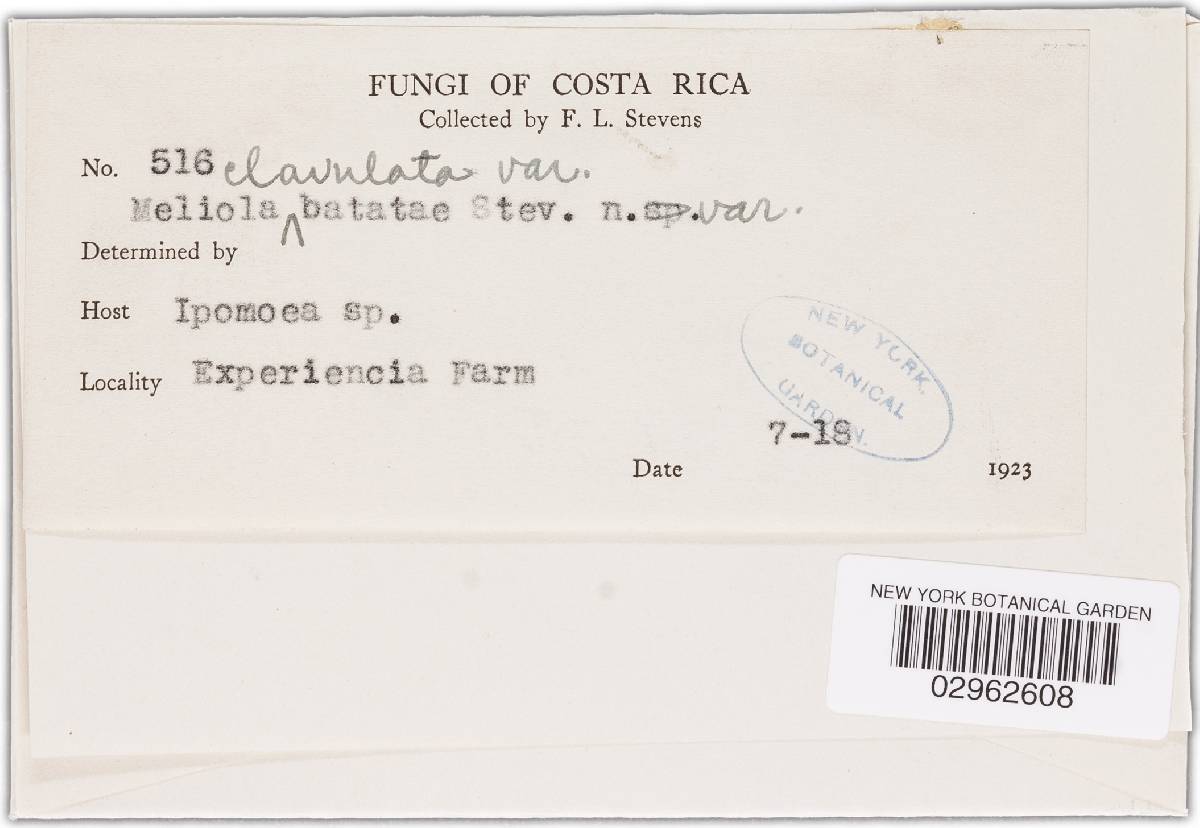 FUNGI OF COSTA RICA
Collected by F. L. Stevens
No. 516 clavulata var.
Meliola ^ batatae Stev. n. sp. var.
Determined by
Host Ipomoea sp.
Locality Experiencia Farm
NEW YORK
BOTANICAL
GARDEN.
7-18
Date 1923
NEW YORK BOTANICAL GARDEN
02962608